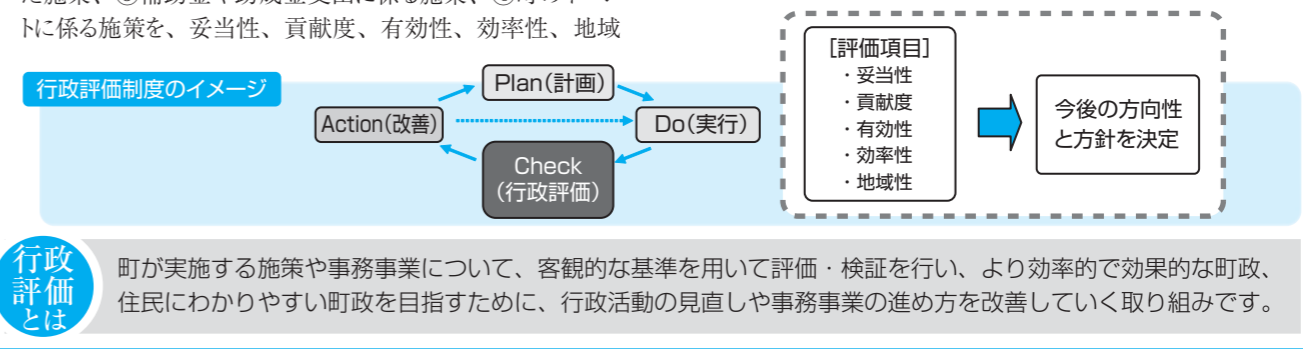 トに係る施策を、妥当性、貢献度、有効性、効率性、地域
行政評価制度のイメージ
Plan(計画)
Action(改善)
Do(実行)
Check
(行政評価)
[評価項目]
・妥当性
・貢献度
・有効性
・効率性
・地域性
今後の方向性
と方針を決定
行政
評価
とは
町が実施する施策や事務事業について、客観的な基準を用いて評価・検証を行い、より効率的で効果的な町政、
住民にわかりやすい町政を目指すために、行政活動の見直しや事務事業の進め方を改善していく取り組みです。